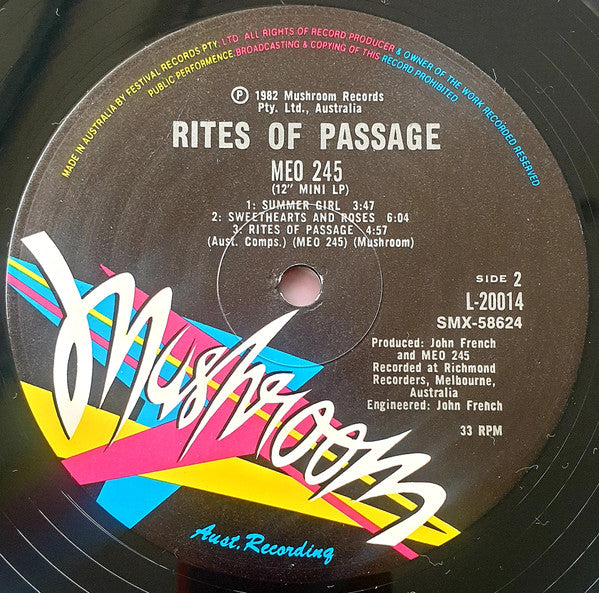 MADE IN AUSTRALIA BY FESTIVAL RECORDS PTY. LTD ALL RIGHTS OF RECORD PRODUCER & OWNER OF THE WORK RECORDED RESERVED
PUBLIC PERFORMENCE, BROADCASTING & COPYING OF THIS RECORD PROHIBITED
Ⓟ 1982 Mushroom Records
Pty. Ltd., Australia
RITES OF PASSAGE
MEO 245
(12" MINI LP)
1: SUMMER GIRL 3:47
2: SWEETHEARTS AND ROSES 6:04
3: RITES OF PASSAGE 4:57
(Aust. Comps.) (MEO 245) (Mushroom)
SIDE 2
L-20014
SMX-58624
Produced: John French
and MEO 245
Recorded at Richmond
Recorders, Melbourne,
Australia
Engineered: John French
33 RPM
Mushroom
Aust. Recording